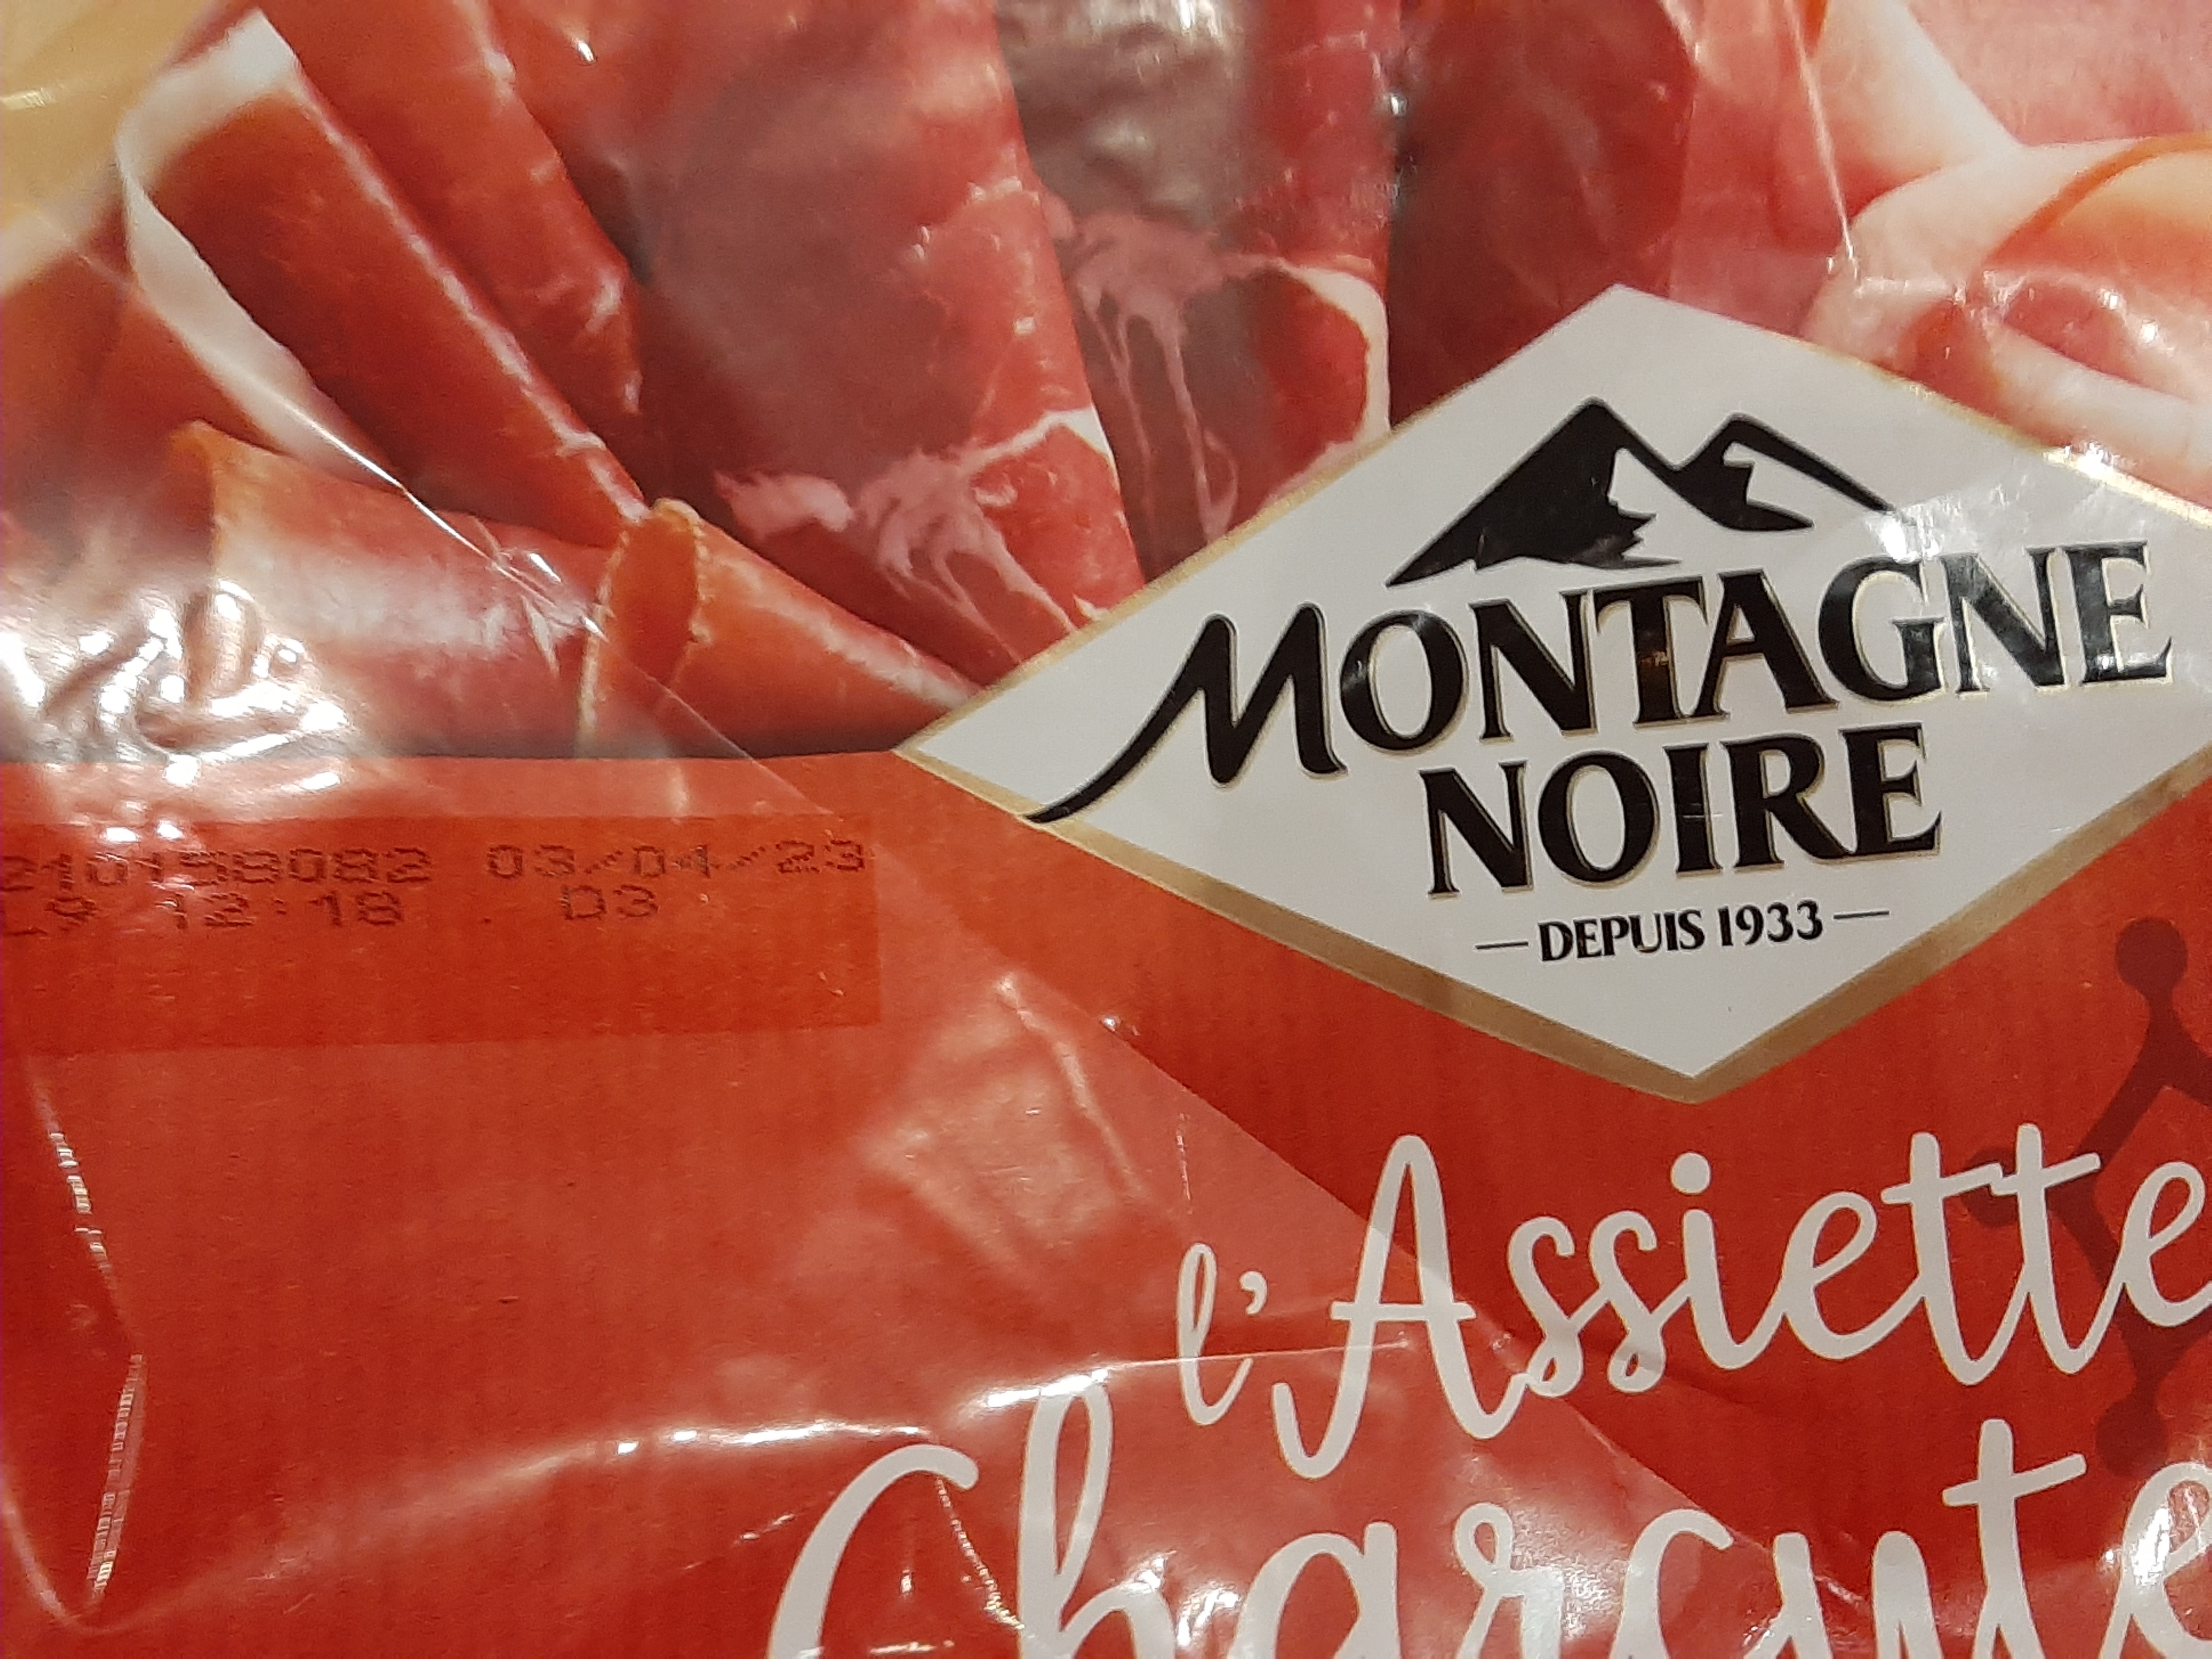 MONTAGNE
NOIRE
— DEPUIS 1933 —
210158082 03/04/23
12:18 D3
l'Assiette